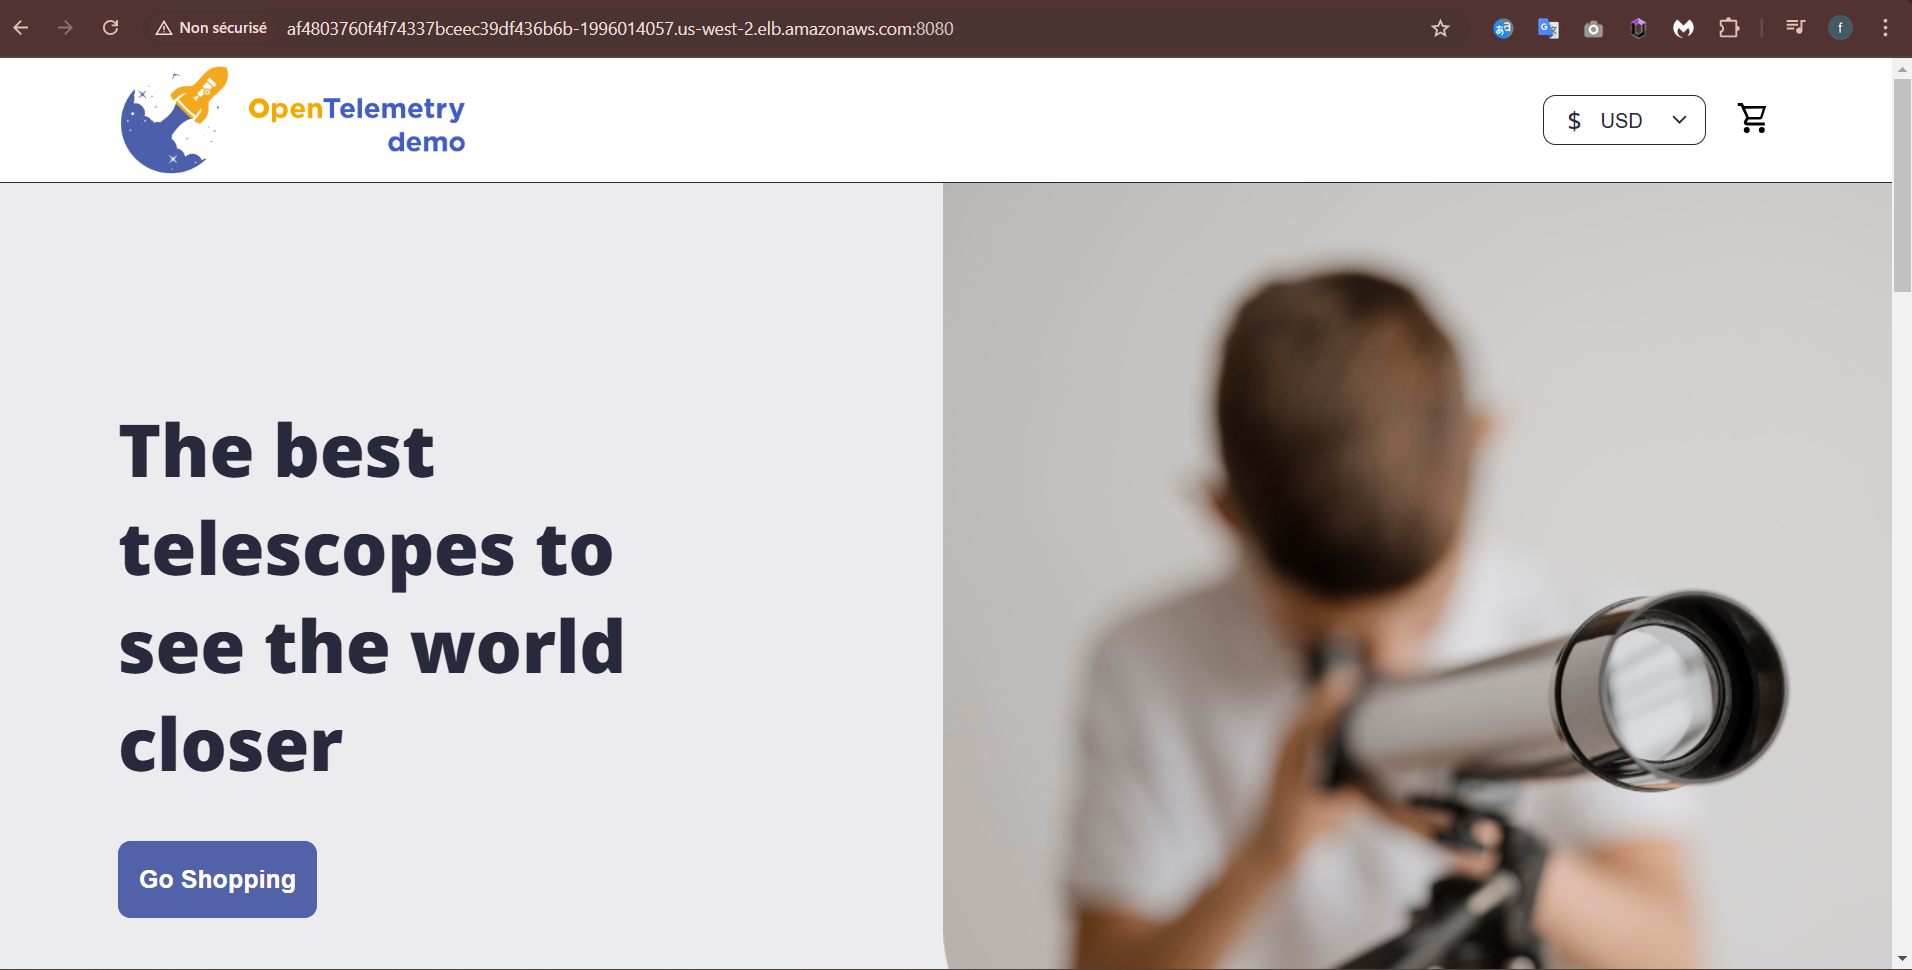 Non sécurisé af4803760f4f74337bceec39df436b6b-1996014057.us-west-2.elb.amazonaws.com:8080
f
OpenTelemetry
demo
$ USD
The best
telescopes to
see the world
closer
Go Shopping